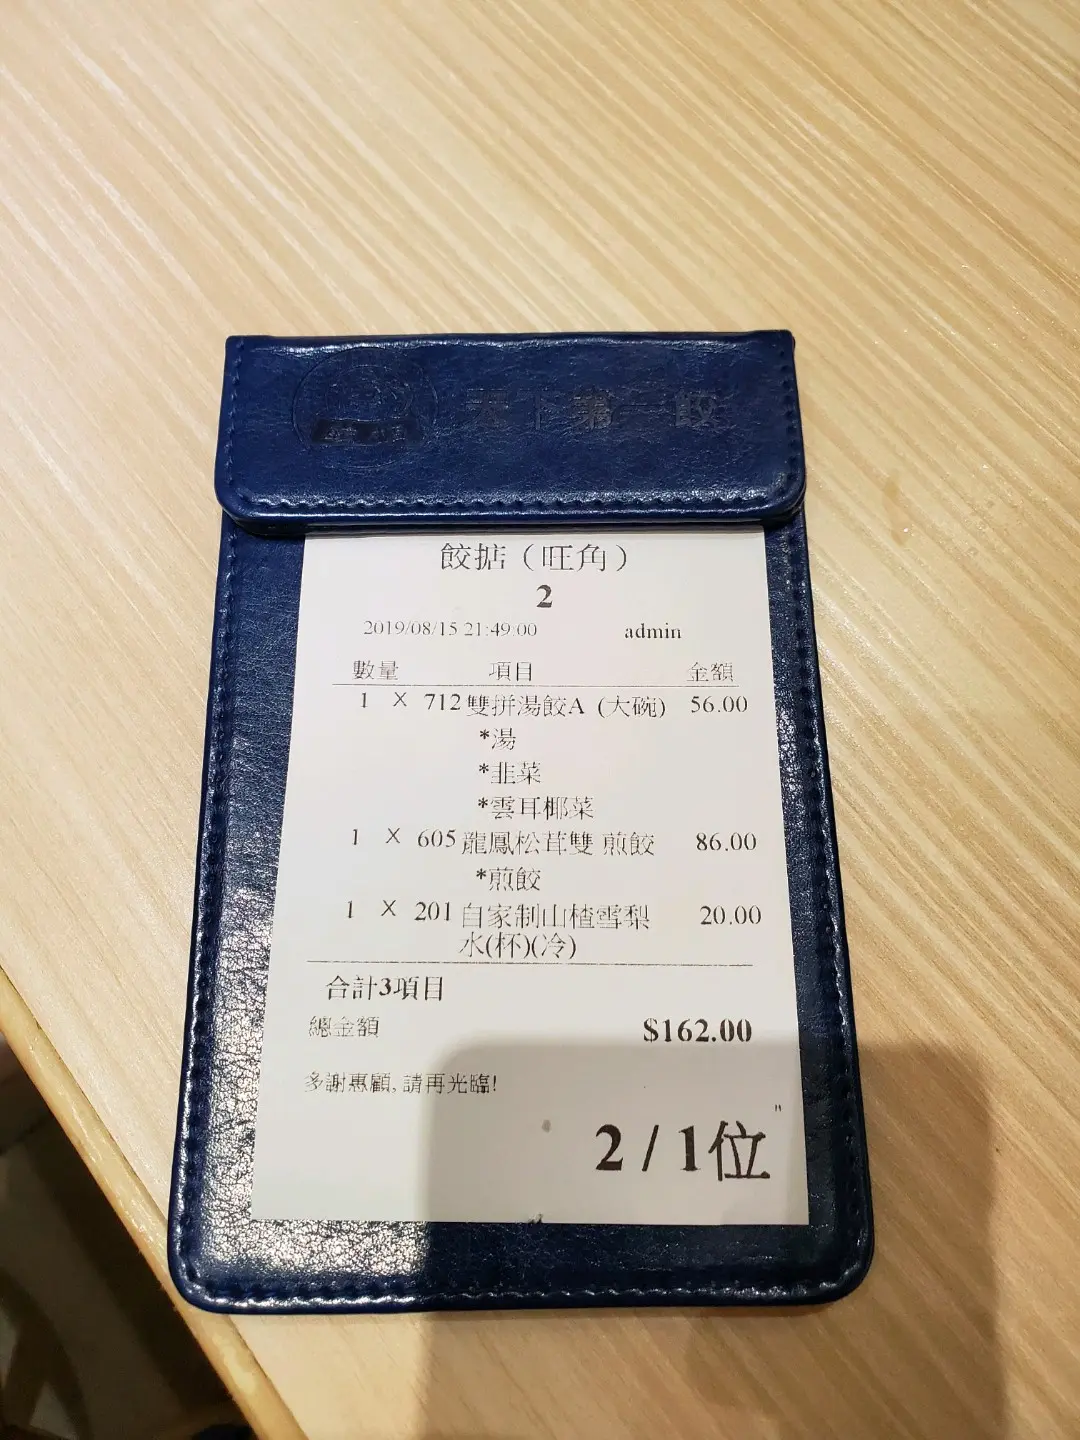 天下第一餃
餃掂（旺角）
2
2019/08/15 21:49:00 admin
數量 項目 金額
1 X 712 雙拼湯餃A (大碗) 56.00
*湯
*韭菜
*雲耳椰菜
1 X 605 龍鳳松茸雙 煎餃 86.00
*煎餃
1 X 201 自家制山楂雪梨 20.00
水(杯)(冷)
合計3項目
總金額 $162.00
多謝惠顧, 請再光臨!
2 / 1位